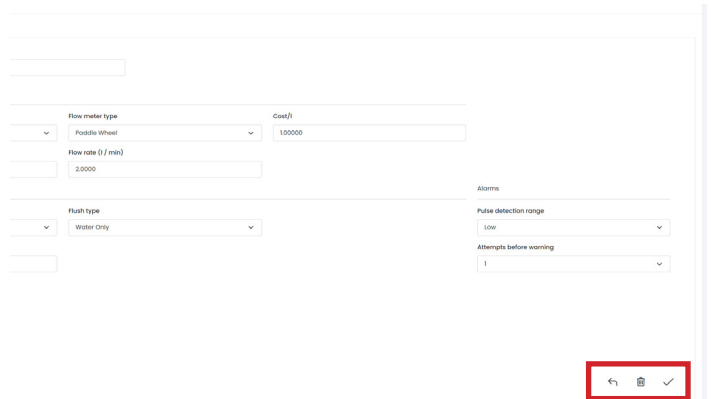 Flow meter type
Cost/l
Paddle Wheel
1.00000
Flow rate (l / min)
2.0000
Alarms
Flush type
Pulse detection range
Water Only
Low
Attempts before warning
1